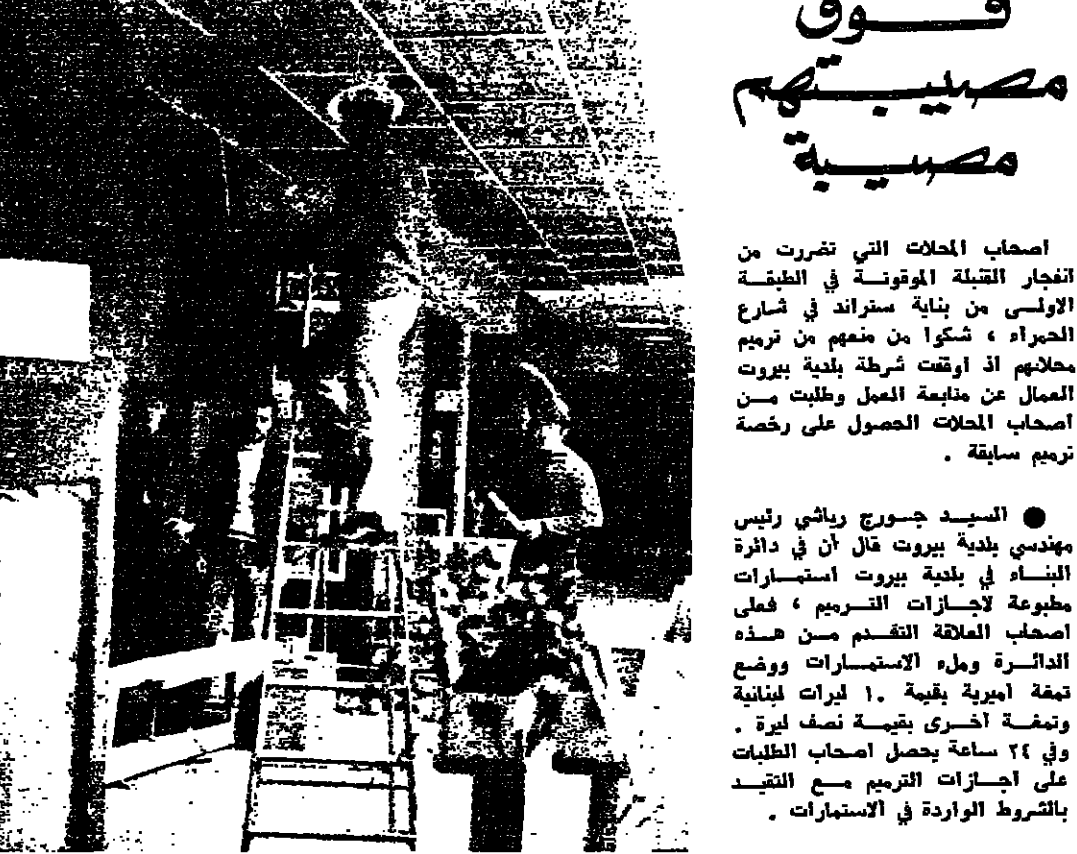 فوق
مصيبتهم
مصيبة
اصحاب المحلات التي تضررت من
انفجار القنبلة الموقوتة في الطبقة
الاولى من بناية ستراند في شارع
الحمراء ، شكوا من منعهم من ترميم
محلاتهم اذ اوقفت شرطة بلدية بيروت
العمال عن متابعة العمل وطلبت من
اصحاب المحلات الحصول على رخصة
ترميم سابقة .
● السيد جورج رياشي رئيس
مهندسي بلدية بيروت قال أن في دائرة
البناء في بلدية بيروت استمارات
مطبوعة لاجازات الترميم ، فعلى
اصحاب العلاقة التقدم من هذه
الدائرة وملء الاستمارات ووضع
تمغة اميرية بقيمة ١٠ ليرات لبنانية
وتمغة اخرى بقيمة نصف ليرة .
وفي ٢٤ ساعة يحصل اصحاب الطلبات
على اجازات الترميم مع التقيد
بالشروط الواردة في الاستمارات .